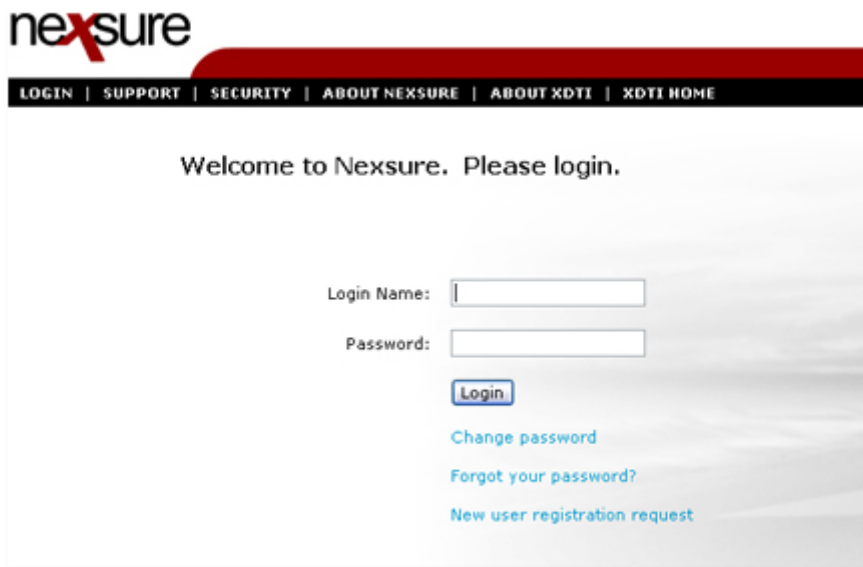 nexsure
LOGIN | SUPPORT | SECURITY | ABOUT NEXSURE | ABOUT XDTI | XDTI HOME
Welcome to Nexsure. Please login.
Login Name:
Password:
Login
Change password
Forgot your password?
New user registration request